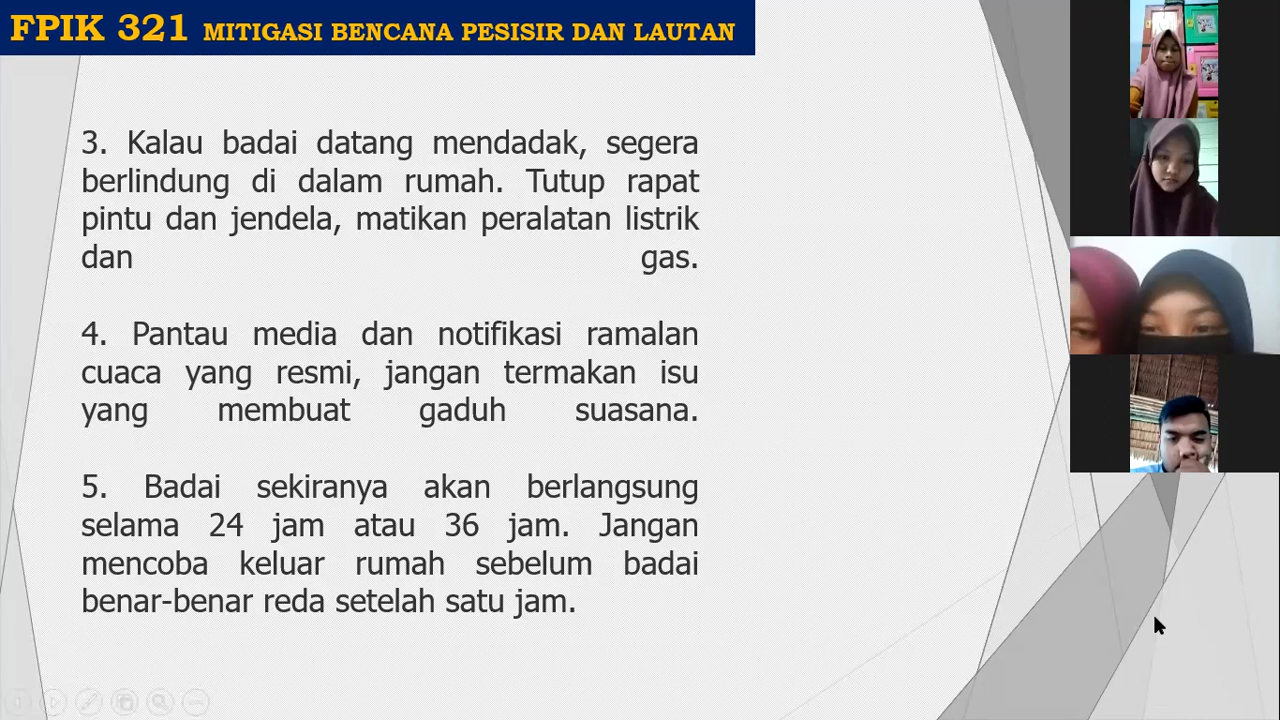 FPIK 321 MITIGASI BENCANA PESISIR DAN LAUTAN
3. Kalau badai datang mendadak, segera
berlindung di dalam rumah. Tutup rapat
pintu dan jendela, matikan peralatan listrik
dan gas.
4. Pantau media dan notifikasi ramalan
cuaca yang resmi, jangan termakan isu
yang membuat gaduh suasana.
5. Badai sekiranya akan berlangsung
selama 24 jam atau 36 jam. Jangan
mencoba keluar rumah sebelum badai
benar-benar reda setelah satu jam.